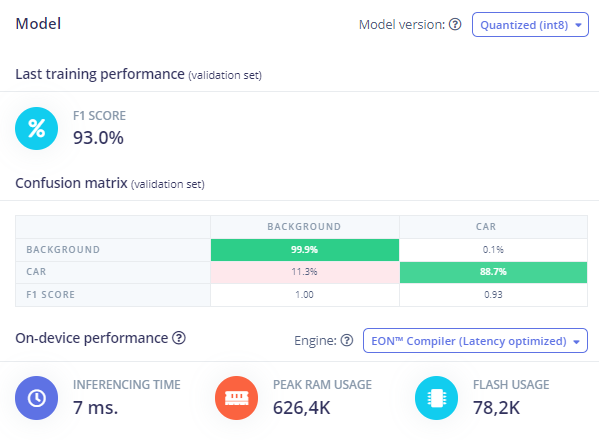 Model
Model version: Quantized (int8)
Last training performance (validation set)
% F1 SCORE
93.0%
Confusion matrix (validation set)
BACKGROUND CAR
BACKGROUND 99.9% 0.1%
CAR 11.3% 88.7%
F1 SCORE 1.00 0.93
On-device performance Engine: EON™ Compiler (Latency optimized)
INFERENCING TIME PEAK RAM USAGE FLASH USAGE
7 ms. 626,4K 78,2K